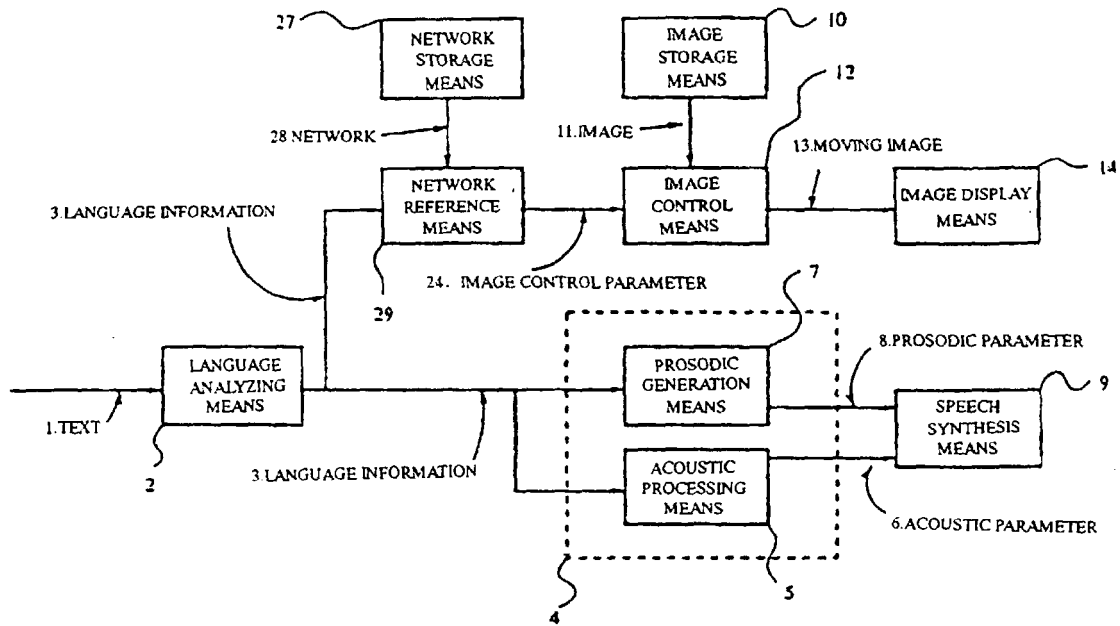 27
NETWORK
STORAGE
MEANS
IMAGE
STORAGE
MEANS
10
12
28.NETWORK
11.IMAGE
13.MOVING IMAGE
14
3.LANGUAGE INFORMATION
NETWORK
REFERENCE
MEANS
IMAGE
CONTROL
MEANS
IMAGE DISPLAY
MEANS
29
24. IMAGE CONTROL PARAMETER
7
LANGUAGE
ANALYZING
MEANS
PROSODIC
GENERATION
MEANS
8.PROSODIC PARAMETER
9
1.TEXT
2
3.LANGUAGE INFORMATION
SPEECH
SYNTHESIS
MEANS
ACOUSTIC
PROCESSING
MEANS
6.ACOUSTIC PARAMETER
4
5